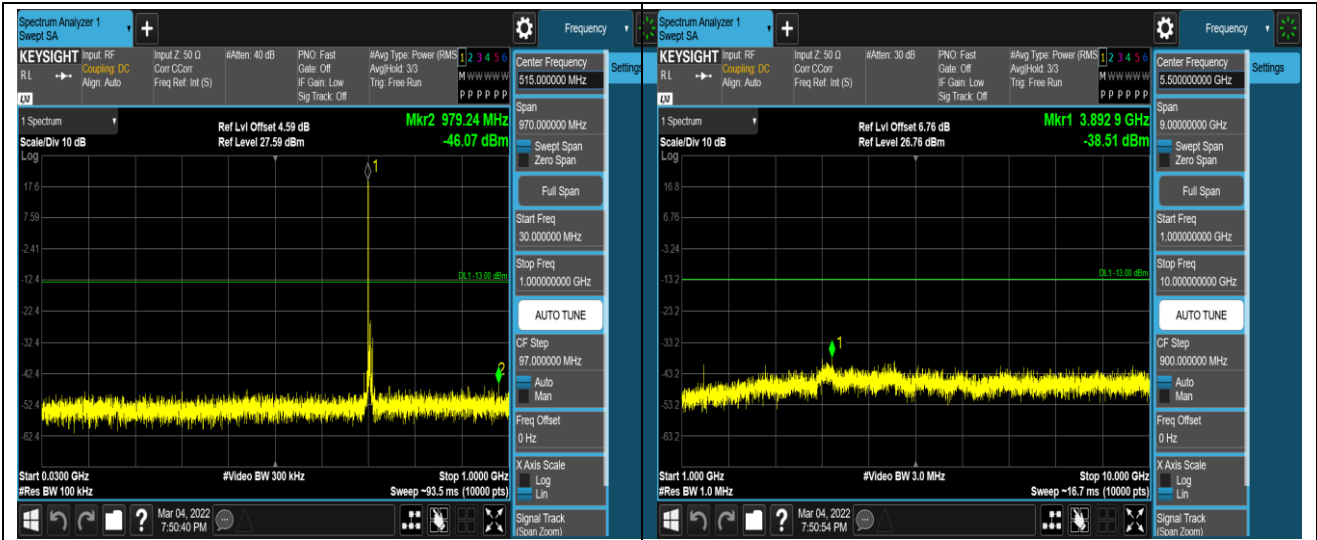 Spectrum Analyzer 1
Swept SA
+
Frequency
KEYSIGHT
Input: RF
Input Z: 50 Ω
#Atten: 40 dB
PNO: Fast
#Avg Type: Power (RMS
1 2 3 4 5 6
RL
Coupling: DC
Corr CCorr
Gate: Off
Avg|Hold: 3/3
M W W W W W
Align: Auto
Freq Ref: Int (S)
IF Gain: Low
Trig: Free Run
Sig Track: Off
P P P P P P
LXI
1 Spectrum
Ref Lvl Offset 4.59 dB
Mkr2 979.24 MHz
Scale/Div 10 dB
Ref Level 27.59 dBm
-46.07 dBm
Log
1
17.6
7.59
-2.41
DL1 -13.00 dBm
-12.4
-22.4
-32.4
-42.4
2
-52.4
-62.4
Start 0.0300 GHz
#Video BW 300 kHz
Stop 1.0000 GHz
#Res BW 100 kHz
Sweep ~93.5 ms (10000 pts)
Mar 04, 2022
7:50:40 PM
Center Frequency
515.000000 MHz
Settings
Span
970.000000 MHz
Swept Span
Zero Span
Full Span
Start Freq
30.000000 MHz
Stop Freq
1.000000000 GHz
AUTO TUNE
CF Step
97.000000 MHz
Auto
Man
Freq Offset
0 Hz
X Axis Scale
Log
Lin
Signal Track
(Span Zoom)
Spectrum Analyzer 1
Swept SA
+
Frequency
KEYSIGHT
Input: RF
Input Z: 50 Ω
#Atten: 30 dB
PNO: Fast
#Avg Type: Power (RMS
1 2 3 4 5 6
RL
Coupling: DC
Corr CCorr
Gate: Off
Avg|Hold: 3/3
M W W W W W
Align: Auto
Freq Ref: Int (S)
IF Gain: Low
Trig: Free Run
Sig Track: Off
P P P P P P
LXI
1 Spectrum
Ref Lvl Offset 6.76 dB
Mkr1 3.892 9 GHz
Scale/Div 10 dB
Ref Level 26.76 dBm
-38.51 dBm
Log
16.8
6.76
-3.24
DL1 -13.00 dBm
-13.2
-23.2
-33.2
1
-43.2
-53.2
-63.2
Start 1.000 GHz
#Video BW 3.0 MHz
Stop 10.000 GHz
#Res BW 1.0 MHz
Sweep ~16.7 ms (10000 pts)
Mar 04, 2022
7:50:54 PM
Center Frequency
5.500000000 GHz
Settings
Span
9.00000000 GHz
Swept Span
Zero Span
Full Span
Start Freq
1.000000000 GHz
Stop Freq
10.000000000 GHz
AUTO TUNE
CF Step
900.000000 MHz
Auto
Man
Freq Offset
0 Hz
X Axis Scale
Log
Lin
Signal Track
(Span Zoom)